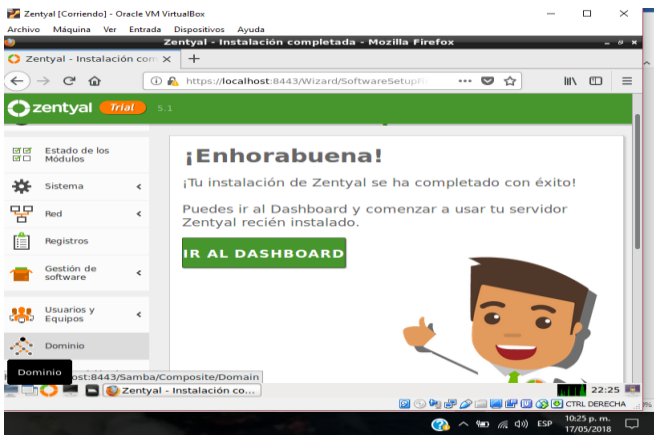 Zentyal [Corriendo] - Oracle VM VirtualBox
Archivo Máquina Ver Entrada Dispositivos Ayuda
Zentyal - Instalación completada - Mozilla Firefox
Zentyal - Instalación com
https://localhost:8443/Wizard/SoftwareSetupFi
zentyal Trial 5.1
Estado de los
Módulos
Sistema
Red
Registros
Gestión de
software
Usuarios y
Equipos
Dominio
¡Enhorabuena!
¡Tu instalación de Zentyal se ha completado con éxito!
Puedes ir al Dashboard y comenzar a usar tu servidor
Zentyal recién instalado.
IR AL DASHBOARD
Dominio
ost:8443/Samba/Composite/Domain
Zentyal - Instalación co...
22:25
CTRL DERECHA
ESP
10:25 p. m.
17/05/2018